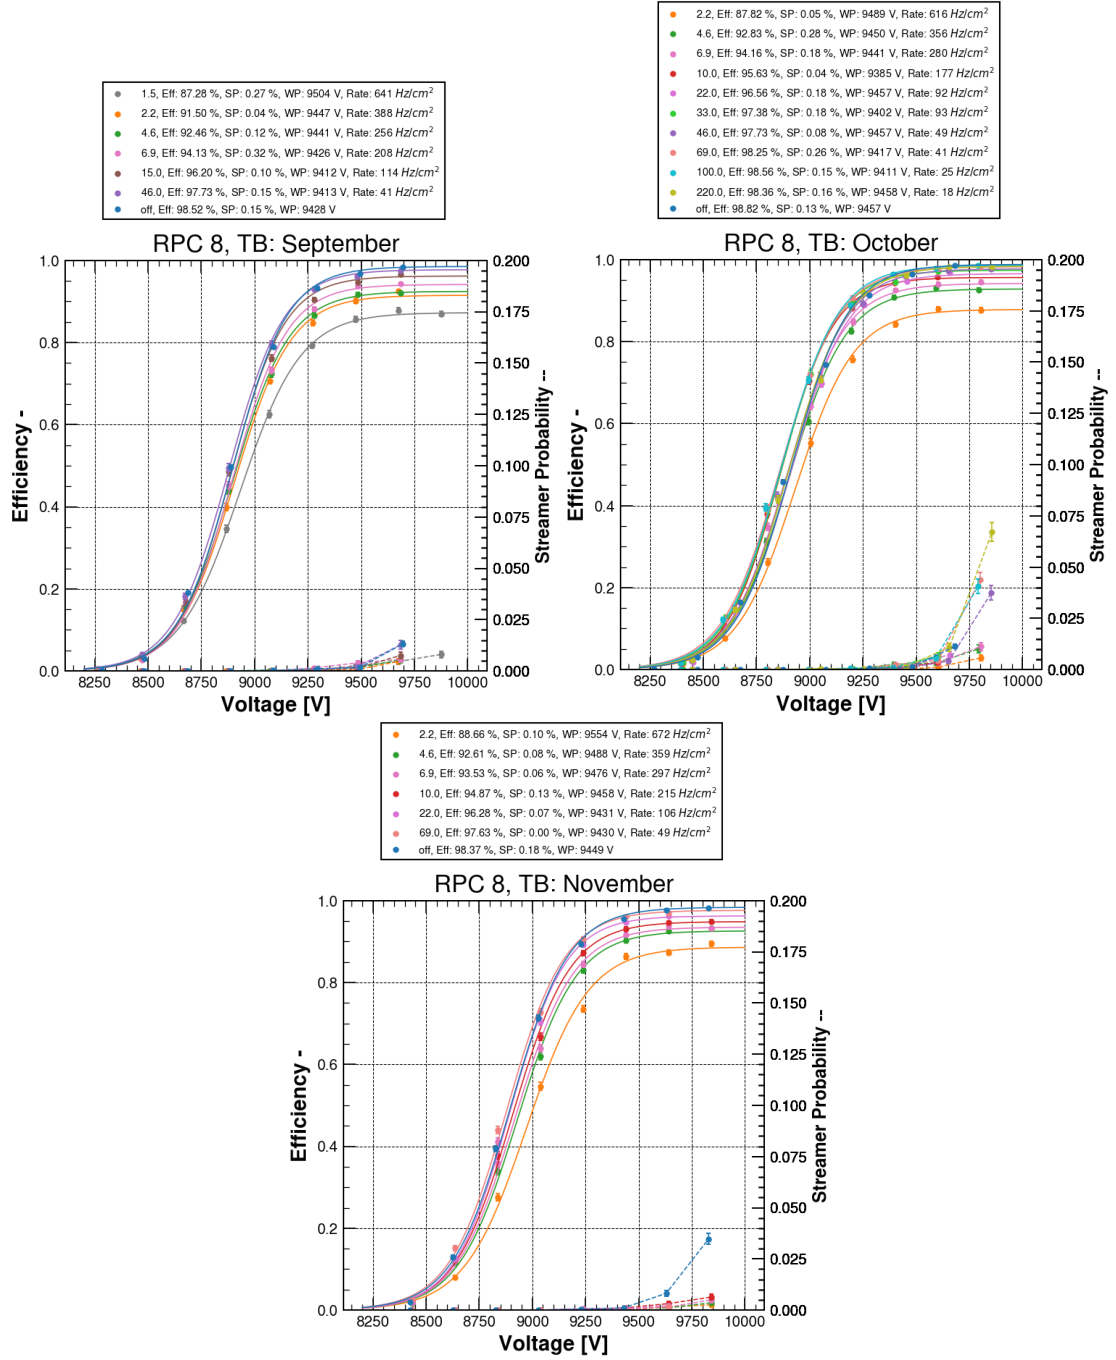 1.5, Eff: 87.28 %, SP: 0.27 %, WP: 9504 V, Rate: 641 Hz/cm²
2.2, Eff: 91.50 %, SP: 0.04 %, WP: 9447 V, Rate: 388 Hz/cm²
4.6, Eff: 92.46 %, SP: 0.12 %, WP: 9441 V, Rate: 256 Hz/cm²
6.9, Eff: 94.13 %, SP: 0.32 %, WP: 9426 V, Rate: 208 Hz/cm²
15.0, Eff: 96.20 %, SP: 0.10 %, WP: 9412 V, Rate: 114 Hz/cm²
46.0, Eff: 97.73 %, SP: 0.15 %, WP: 9413 V, Rate: 41 Hz/cm²
off, Eff: 98.52 %, SP: 0.15 %, WP: 9428 V
RPC 8, TB: September
1.0
0.8
0.6
0.4
0.2
0.0
Efficiency -
0.200
0.175
0.150
0.125
0.100
0.075
0.050
0.025
0.000
Streamer Probability --
8250 8500 8750 9000 9250 9500 9750 10000
Voltage [V]
2.2, Eff: 87.82 %, SP: 0.05 %, WP: 9489 V, Rate: 616 Hz/cm²
4.6, Eff: 92.83 %, SP: 0.28 %, WP: 9450 V, Rate: 356 Hz/cm²
6.9, Eff: 94.16 %, SP: 0.18 %, WP: 9441 V, Rate: 280 Hz/cm²
10.0, Eff: 95.63 %, SP: 0.04 %, WP: 9385 V, Rate: 177 Hz/cm²
22.0, Eff: 96.56 %, SP: 0.18 %, WP: 9457 V, Rate: 92 Hz/cm²
33.0, Eff: 97.38 %, SP: 0.18 %, WP: 9402 V, Rate: 93 Hz/cm²
46.0, Eff: 97.73 %, SP: 0.08 %, WP: 9457 V, Rate: 49 Hz/cm²
69.0, Eff: 98.25 %, SP: 0.26 %, WP: 9417 V, Rate: 41 Hz/cm²
100.0, Eff: 98.56 %, SP: 0.15 %, WP: 9411 V, Rate: 25 Hz/cm²
220.0, Eff: 98.36 %, SP: 0.16 %, WP: 9458 V, Rate: 18 Hz/cm²
off, Eff: 98.82 %, SP: 0.13 %, WP: 9457 V
RPC 8, TB: October
1.0
0.8
0.6
0.4
0.2
0.0
Efficiency -
0.200
0.175
0.150
0.125
0.100
0.075
0.050
0.025
0.000
Streamer Probability --
8250 8500 8750 9000 9250 9500 9750 10000
Voltage [V]
2.2, Eff: 88.66 %, SP: 0.10 %, WP: 9554 V, Rate: 672 Hz/cm²
4.6, Eff: 92.61 %, SP: 0.08 %, WP: 9488 V, Rate: 359 Hz/cm²
6.9, Eff: 93.53 %, SP: 0.06 %, WP: 9476 V, Rate: 297 Hz/cm²
10.0, Eff: 94.87 %, SP: 0.13 %, WP: 9458 V, Rate: 215 Hz/cm²
22.0, Eff: 96.28 %, SP: 0.07 %, WP: 9431 V, Rate: 106 Hz/cm²
69.0, Eff: 97.63 %, SP: 0.00 %, WP: 9430 V, Rate: 49 Hz/cm²
off, Eff: 98.37 %, SP: 0.18 %, WP: 9449 V
RPC 8, TB: November
1.0
0.8
0.6
0.4
0.2
0.0
Efficiency -
0.200
0.175
0.150
0.125
0.100
0.075
0.050
0.025
0.000
Streamer Probability --
8250 8500 8750 9000 9250 9500 9750 10000
Voltage [V]